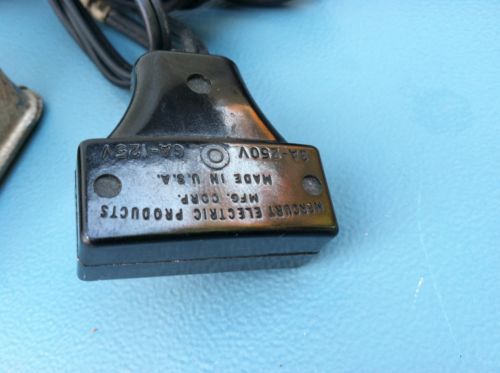 MERCURY ELECTRIC PRODUCTS
MFG. CORP.
MADE IN U.S.A.
6A-125V 3A-250V